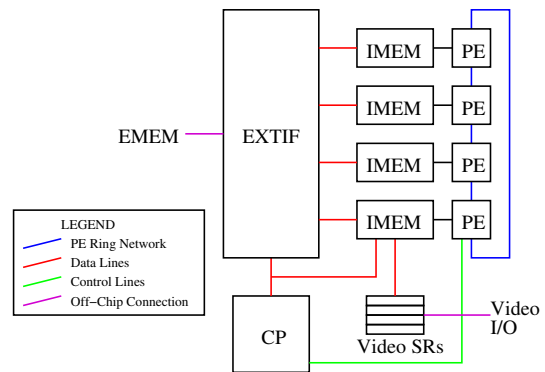 IMEM
PE
IMEM
PE
EMEM
EXTIF
IMEM
PE
IMEM
PE
LEGEND
PE Ring Network
Data Lines
Control Lines
Off−Chip Connection
CP
Video SRs
Video
I/O